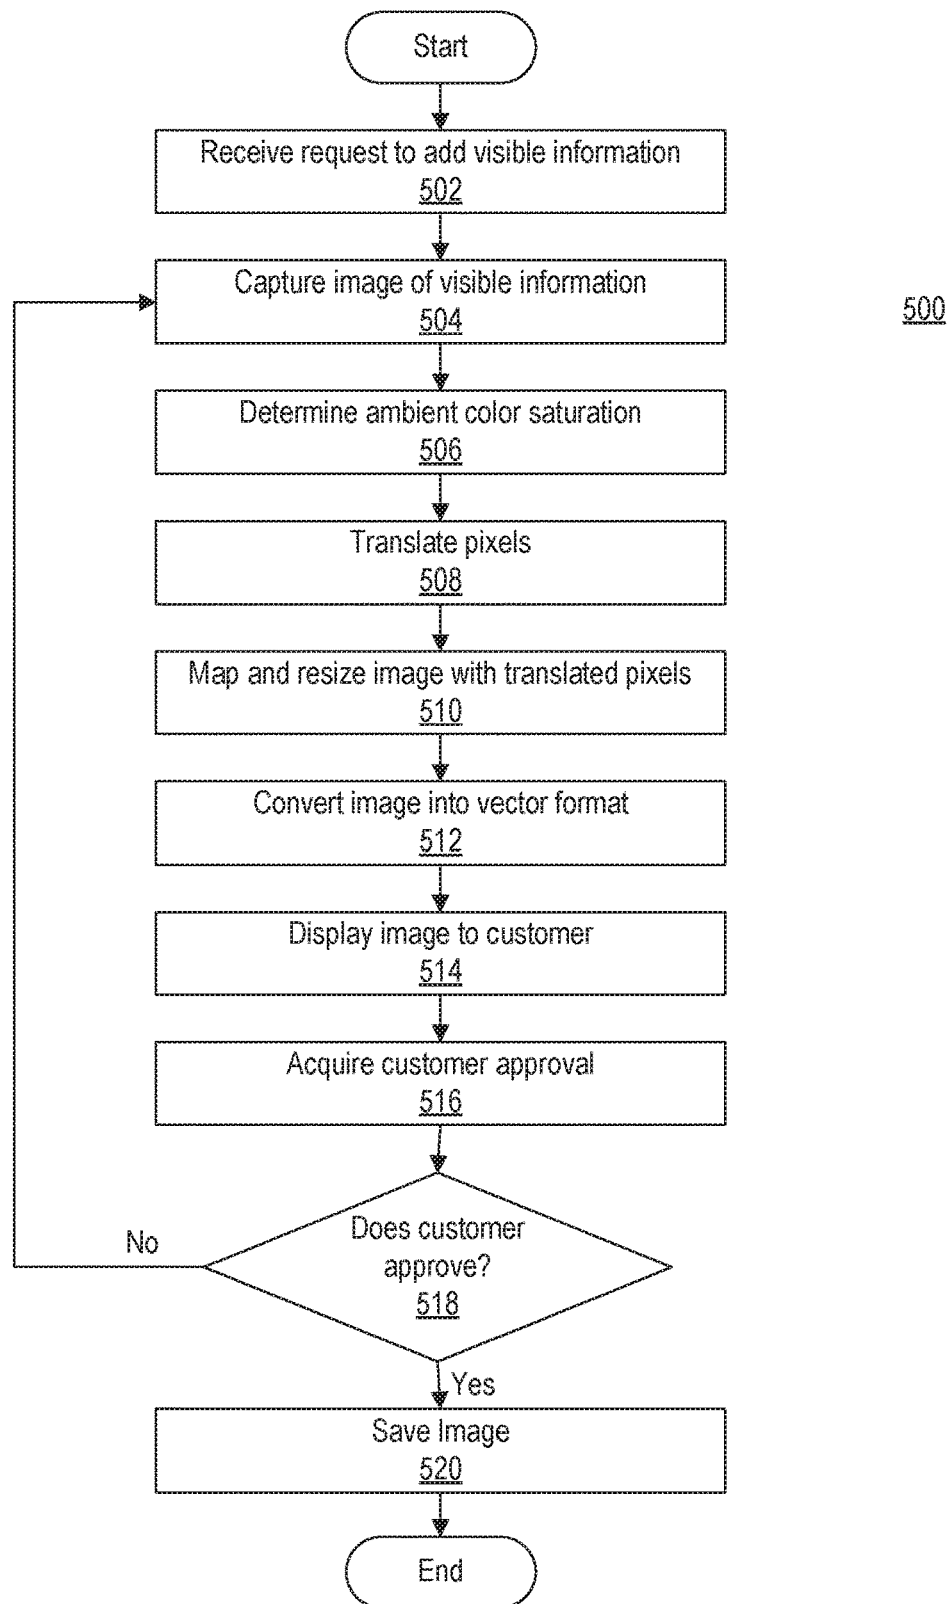 Start
Receive request to add visible information
502
Capture image of visible information
504
500
Determine ambient color saturation
506
Translate pixels
508
Map and resize image with translated pixels
510
Convert image into vector format
512
Display image to customer
514
Acquire customer approval
516
Does customer
approve?
518
No
Yes
Save Image
520
End